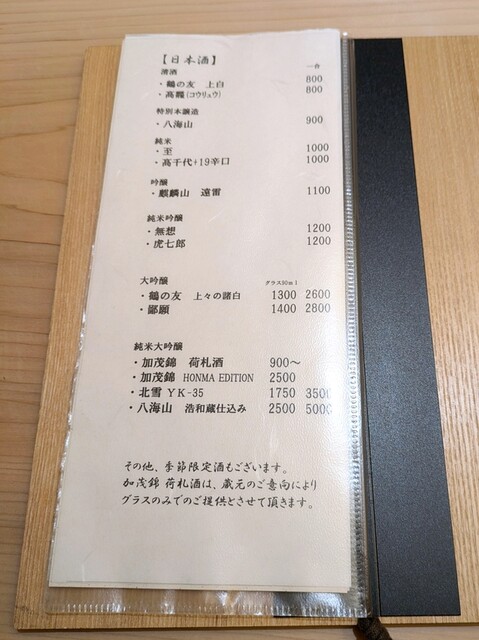 【日本酒】
一合
清酒
・鶴の友 上白 800
・高龗(コウリュウ) 800
特別本醸造
・八海山 900
純米
・至 1000
・高千代+19辛口 1000
吟醸
・麒麟山 遠雷 1100
純米吟醸
・無想 1200
・虎七郎 1200
大吟醸 グラス90ml
・鶴の友 上々の諸白 1300 2600
・鄙願 1400 2800
純米大吟醸
・加茂錦 荷札酒 900〜
・加茂錦 HONMA EDITION 2500
・北雪 YK-35 1750 3500
・八海山 浩和蔵仕込み 2500 5000
その他、季節限定酒もございます。
加茂錦 荷札酒は、蔵元のご意向により
グラスのみでのご提供とさせて頂きます。